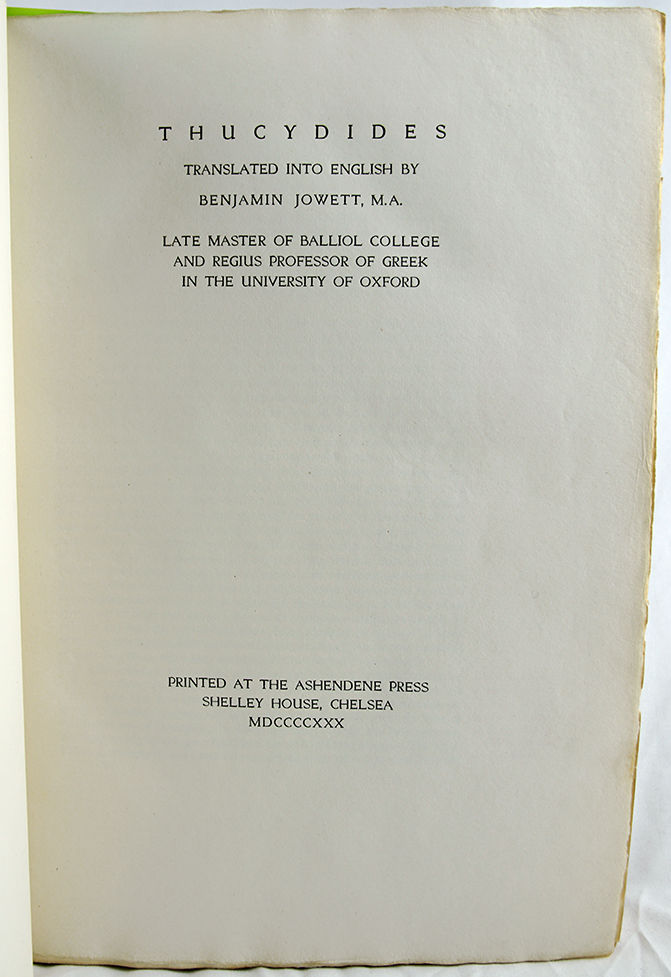 THUCYDIDES
TRANSLATED INTO ENGLISH BY
BENJAMIN JOWETT, M.A.
LATE MASTER OF BALLIOL COLLEGE
AND REGIUS PROFESSOR OF GREEK
IN THE UNIVERSITY OF OXFORD
PRINTED AT THE ASHENDENE PRESS
SHELLEY HOUSE, CHELSEA
MDCCCCXXX